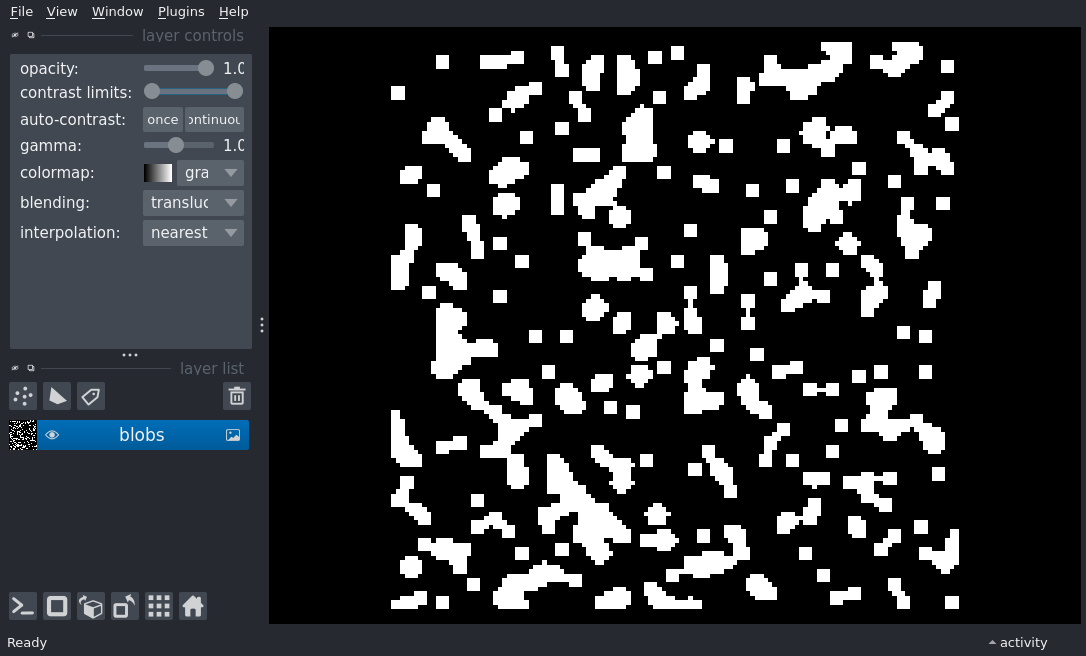 File View Window Plugins Help
layer controls
opacity: 1.0
contrast limits:
auto-contrast: once ontinuou
gamma: 1.0
colormap: gra
blending: transluc
interpolation: nearest
layer list
blobs
Ready activity